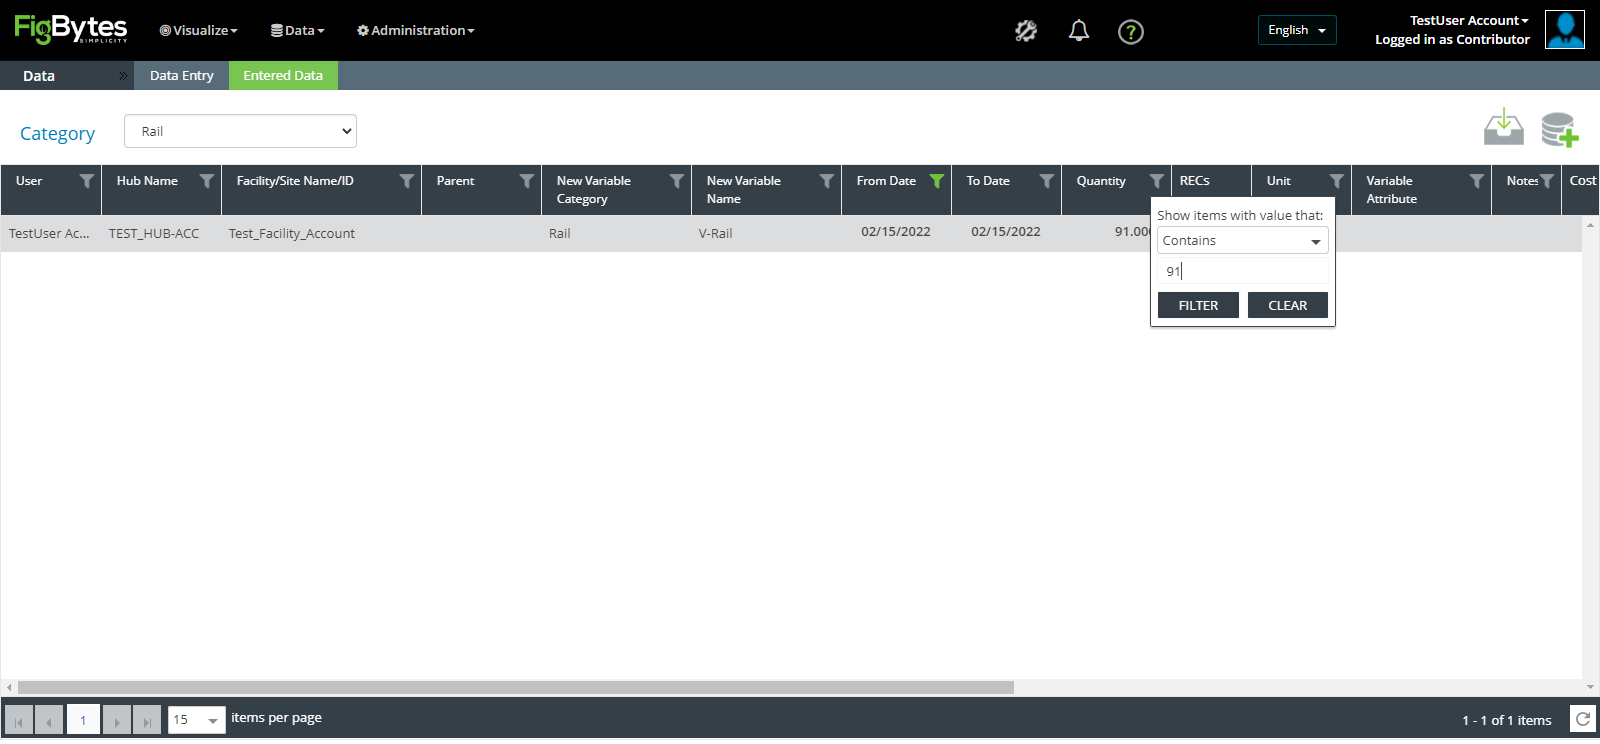 FigBytes
SIMPLICITY
Visualize
Data
Administration
?
English
TestUser Account
Logged in as Contributor
Data
Data Entry
Entered Data
Category
Rail
User
Hub Name
Facility/Site Name/ID
Parent
New Variable
Category
New Variable
Name
From Date
To Date
Quantity
RECs
Unit
Variable
Attribute
Notes
Cost
TestUser Ac...
TEST_HUB-ACC
Test_Facility_Account
Rail
V-Rail
02/15/2022
02/15/2022
91.00
Show items with value that:
Contains
91
FILTER
CLEAR
1
15
items per page
1 - 1 of 1 items